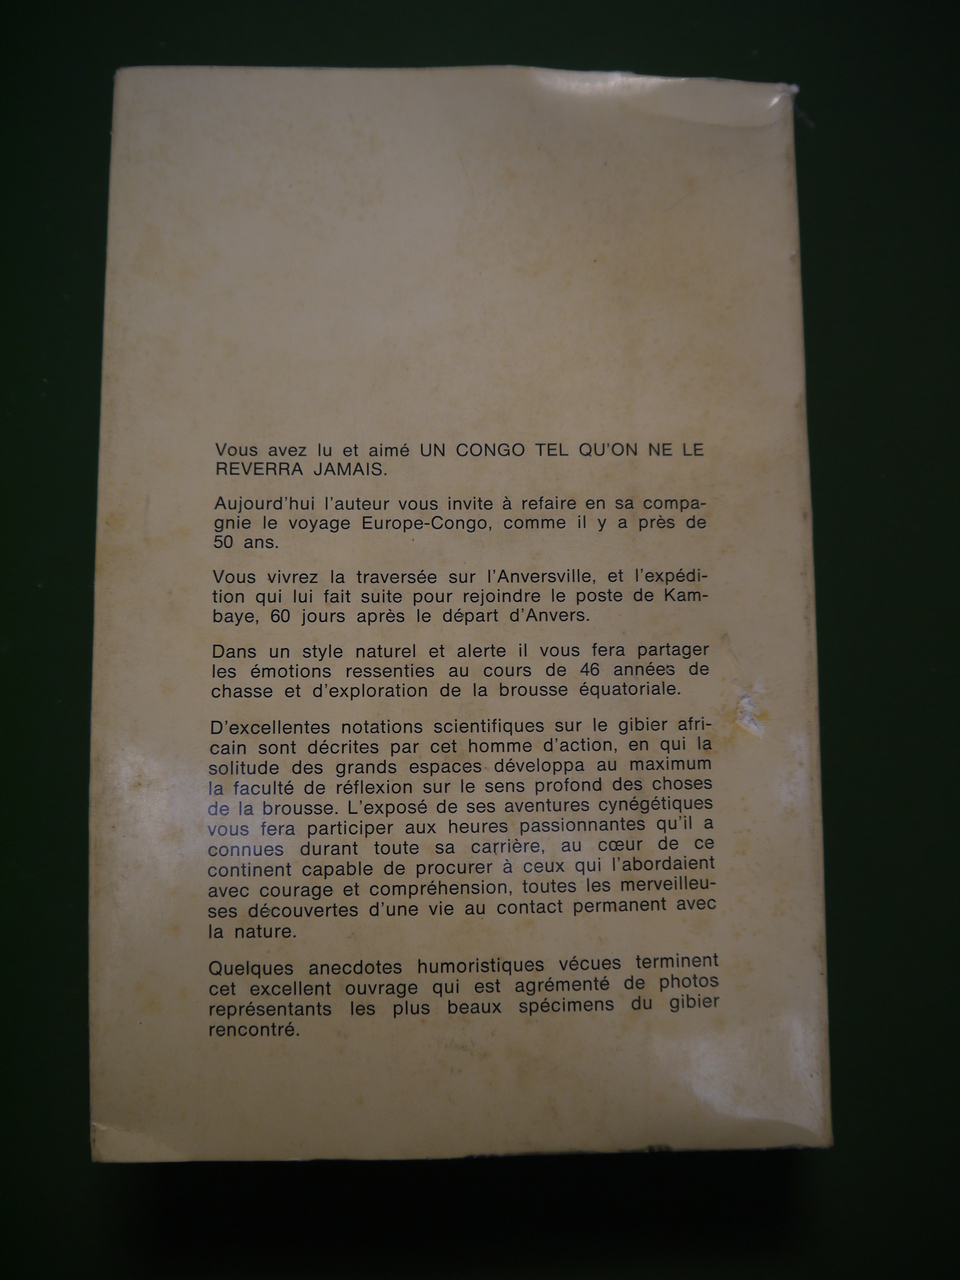 Vous avez lu et aimé UN CONGO TEL QU'ON NE LE
REVERRA JAMAIS.
Aujourd'hui l'auteur vous invite à refaire en sa compa-
gnie le voyage Europe-Congo, comme il y a près de
50 ans.
Vous vivrez la traversée sur l'Anversville, et l'expédi-
tion qui lui fait suite pour rejoindre le poste de Kam-
baye, 60 jours après le départ d'Anvers.
Dans un style naturel et alerte il vous fera partager
les émotions ressenties au cours de 46 années de
chasse et d'exploration de la brousse équatoriale.
D'excellentes notations scientifiques sur le gibier afri-
cain sont décrites par cet homme d'action, en qui la
solitude des grands espaces développa au maximum
la faculté de réflexion sur le sens profond des choses
de la brousse. L'exposé de ses aventures cynégétiques
vous fera participer aux heures passionnantes qu'il a
connues durant toute sa carrière, au cœur de ce
continent capable de procurer à ceux qui l'abordaient
avec courage et compréhension, toutes les merveilleu-
ses découvertes d'une vie au contact permanent avec
la nature.
Quelques anecdotes humoristiques vécues terminent
cet excellent ouvrage qui est agrémenté de photos
représentants les plus beaux spécimens du gibier
rencontré.